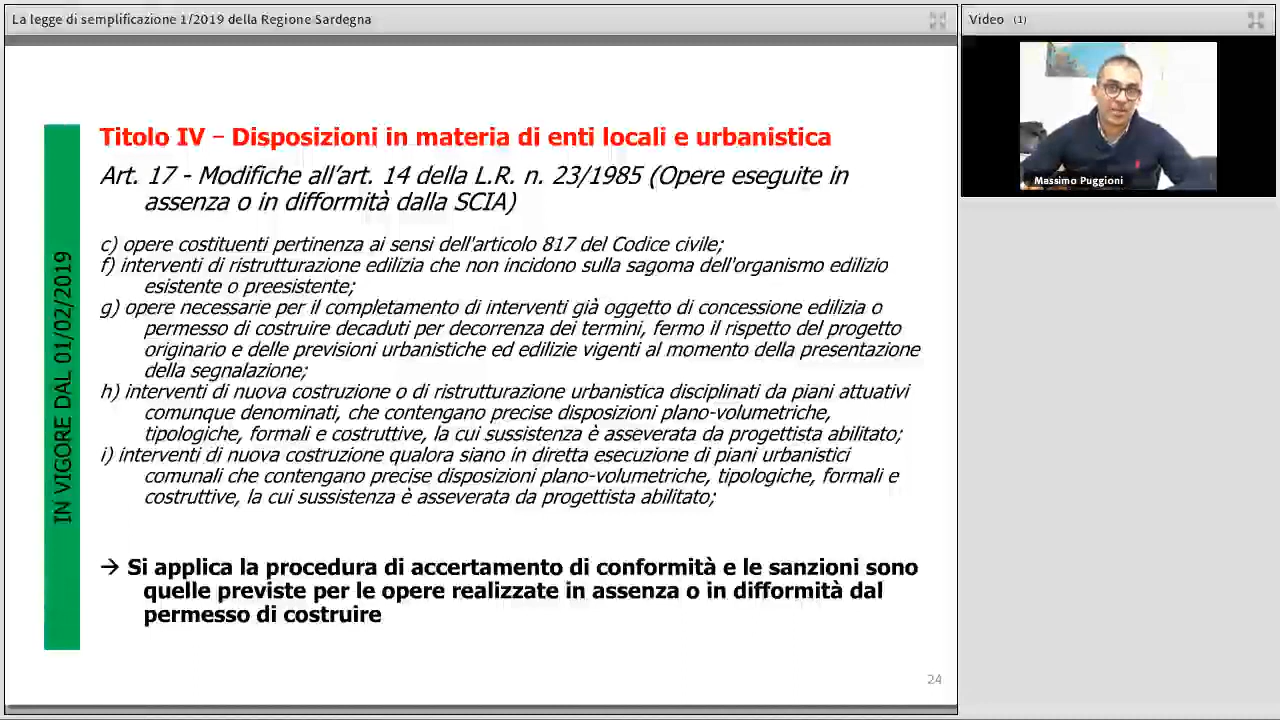 La legge di semplificazione 1/2019 della Regione Sardegna
Video (1)
Massimo Puggioni
IN VIGORE DAL 01/02/2019
Titolo IV – Disposizioni in materia di enti locali e urbanistica
Art. 17 - Modifiche all'art. 14 della L.R. n. 23/1985 (Opere eseguite in
assenza o in difformità dalla SCIA)
c) opere costituenti pertinenza ai sensi dell'articolo 817 del Codice civile;
f) interventi di ristrutturazione edilizia che non incidono sulla sagoma dell'organismo edilizio
esistente o preesistente;
g) opere necessarie per il completamento di interventi già oggetto di concessione edilizia o
permesso di costruire decaduti per decorrenza dei termini, fermo il rispetto del progetto
originario e delle previsioni urbanistiche ed edilizie vigenti al momento della presentazione
della segnalazione;
h) interventi di nuova costruzione o di ristrutturazione urbanistica disciplinati da piani attuativi
comunque denominati, che contengano precise disposizioni plano-volumetriche,
tipologiche, formali e costruttive, la cui sussistenza è asseverata da progettista abilitato;
i) interventi di nuova costruzione qualora siano in diretta esecuzione di piani urbanistici
comunali che contengano precise disposizioni plano-volumetriche, tipologiche, formali e
costruttive, la cui sussistenza è asseverata da progettista abilitato;
→ Si applica la procedura di accertamento di conformità e le sanzioni sono
quelle previste per le opere realizzate in assenza o in difformità dal
permesso di costruire
24